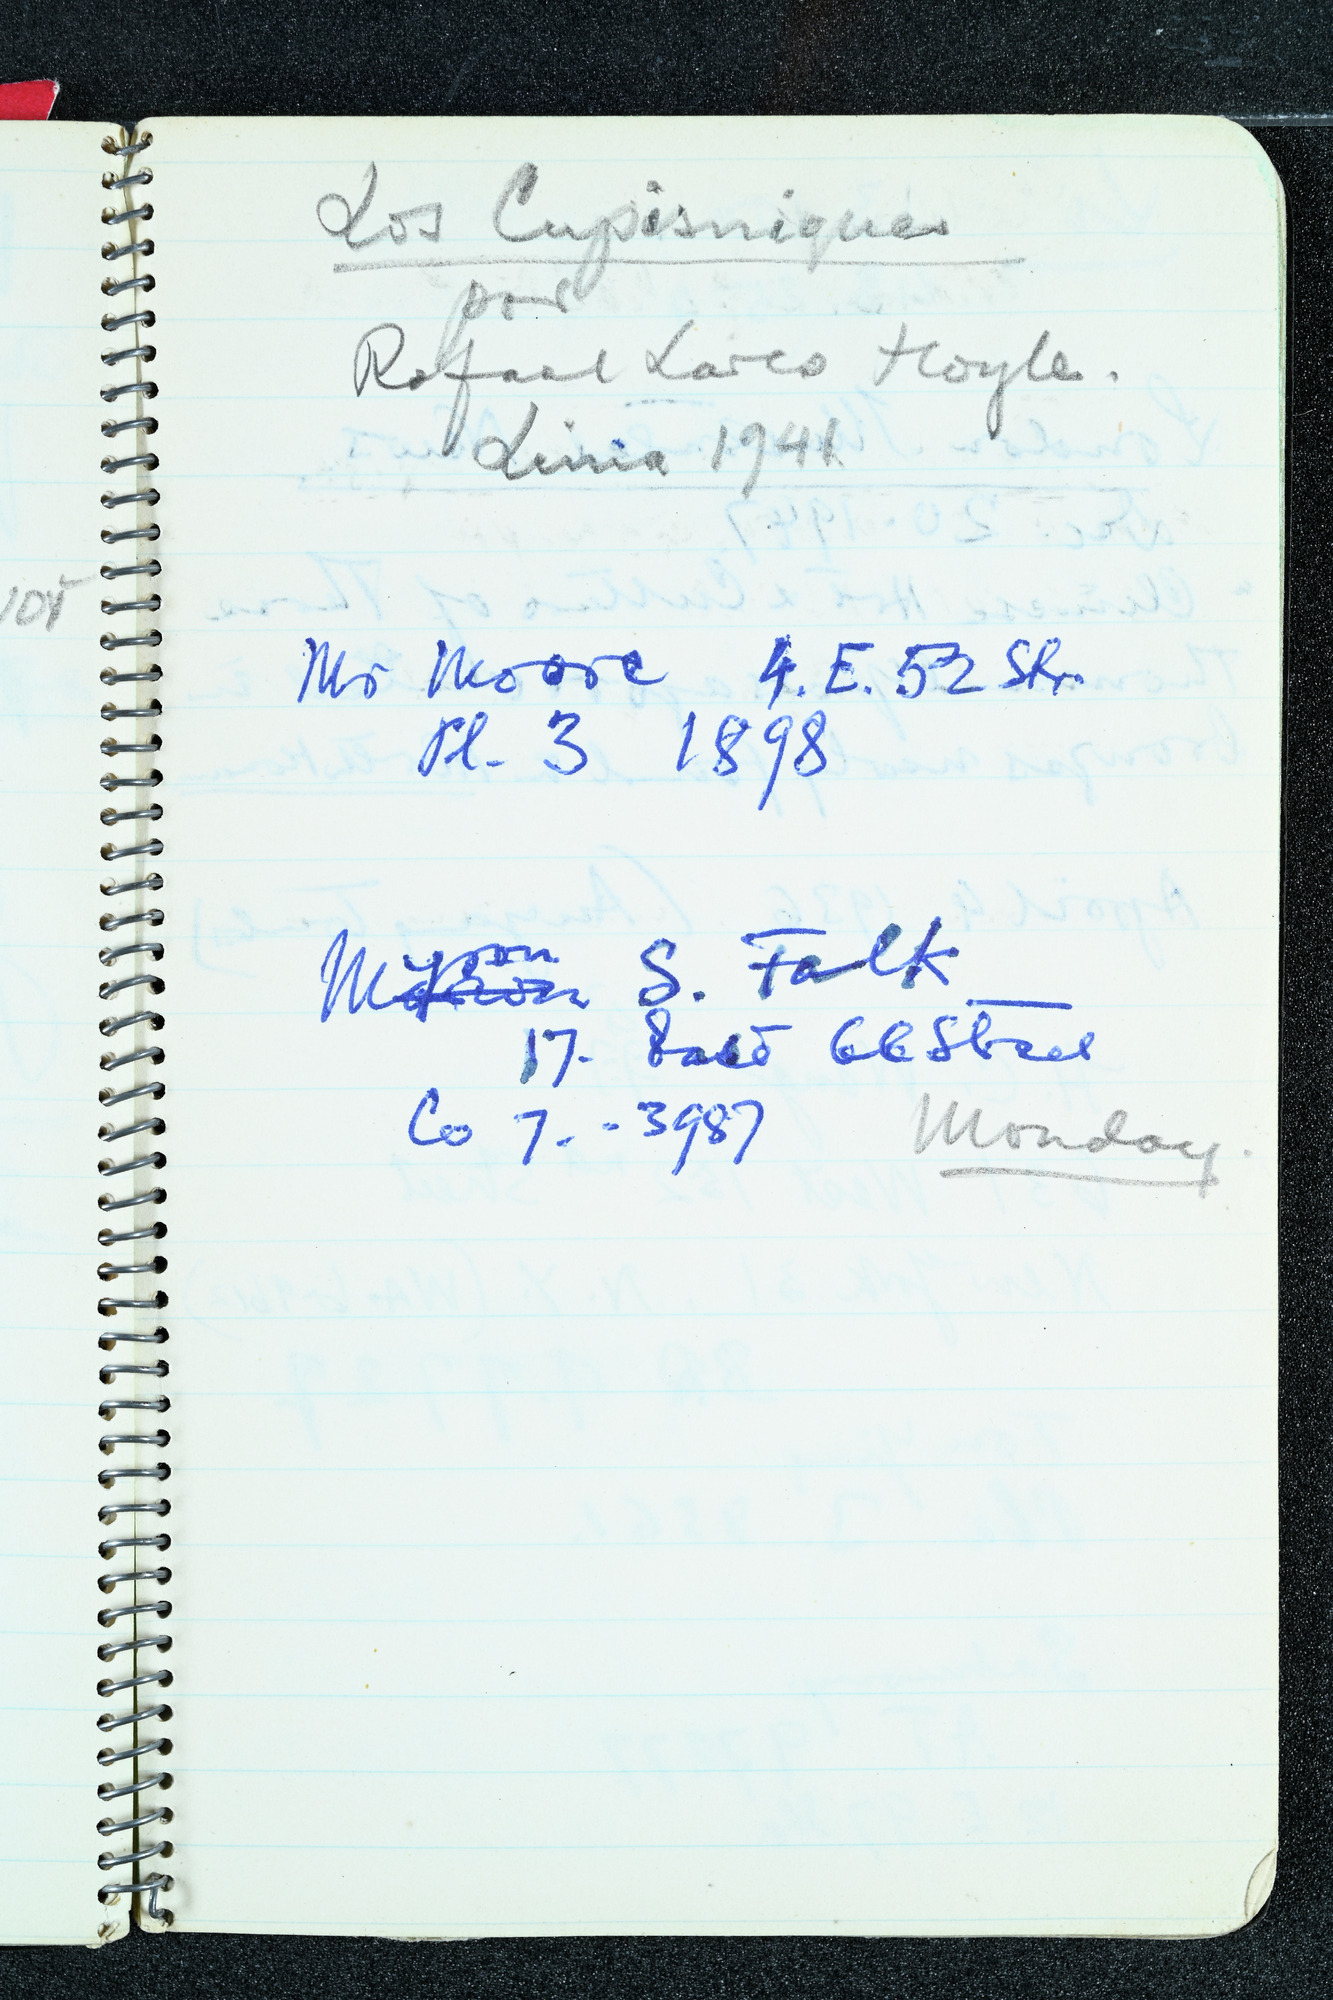 Los Cupisniques
por
Rafael Larco Hoyle.
Lima 1941
Mr Moore 4. E. 52 Str.
Pl. 3 1898
Myron S. Falk
17. East 66 Street
Co 7. - 3987 Monday.